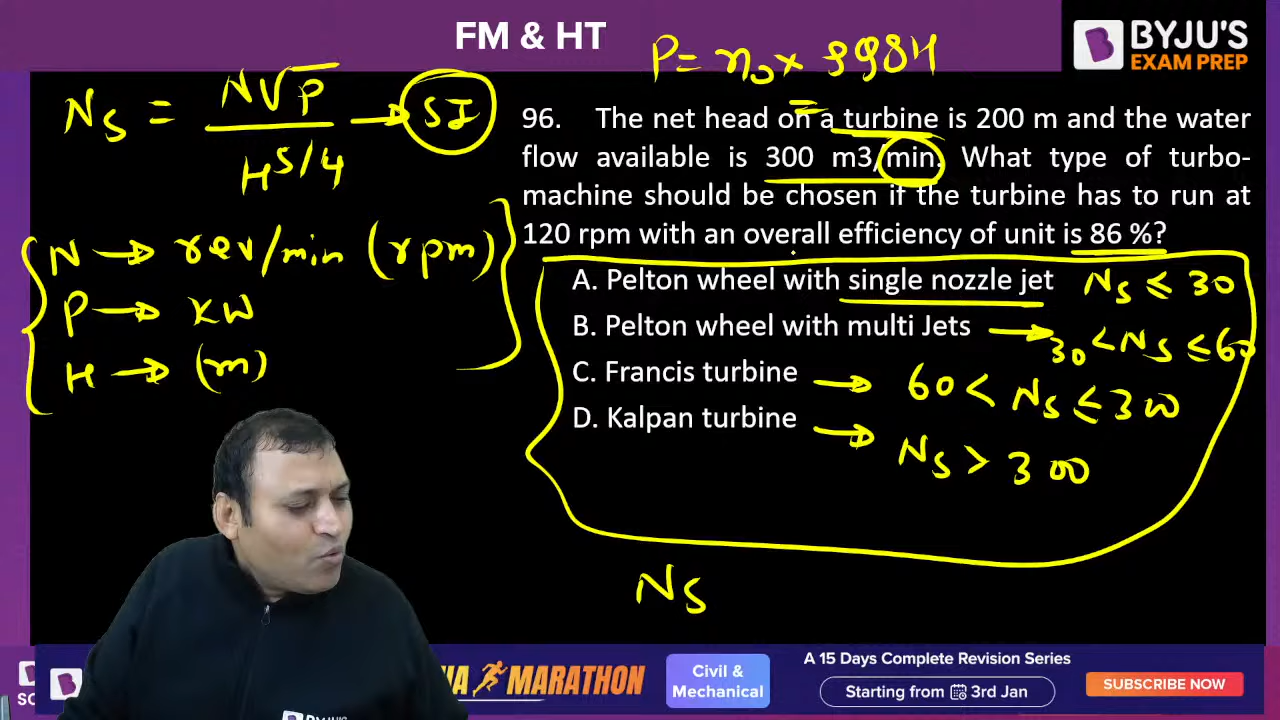 FM & HT
BYJU'S
EXAM PREP
P = η₀ × ρgQH
Ns = N√P / H^5/4 → SI
N → rev/min (rpm)
P → kW
H → (m)
96. The net head on a turbine is 200 m and the water
flow available is 300 m3/min. What type of turbo-
machine should be chosen if the turbine has to run at
120 rpm with an overall efficiency of unit is 86 %?
A. Pelton wheel with single nozzle jet Ns ≤ 30
B. Pelton wheel with multi Jets → 30 < Ns ≤ 60
C. Francis turbine → 60 < Ns ≤ 300
D. Kalpan turbine → Ns > 300
Ns
MARATHON
Civil &
Mechanical
A 15 Days Complete Revision Series
Starting from 3rd Jan
SUBSCRIBE NOW
BYJU'S